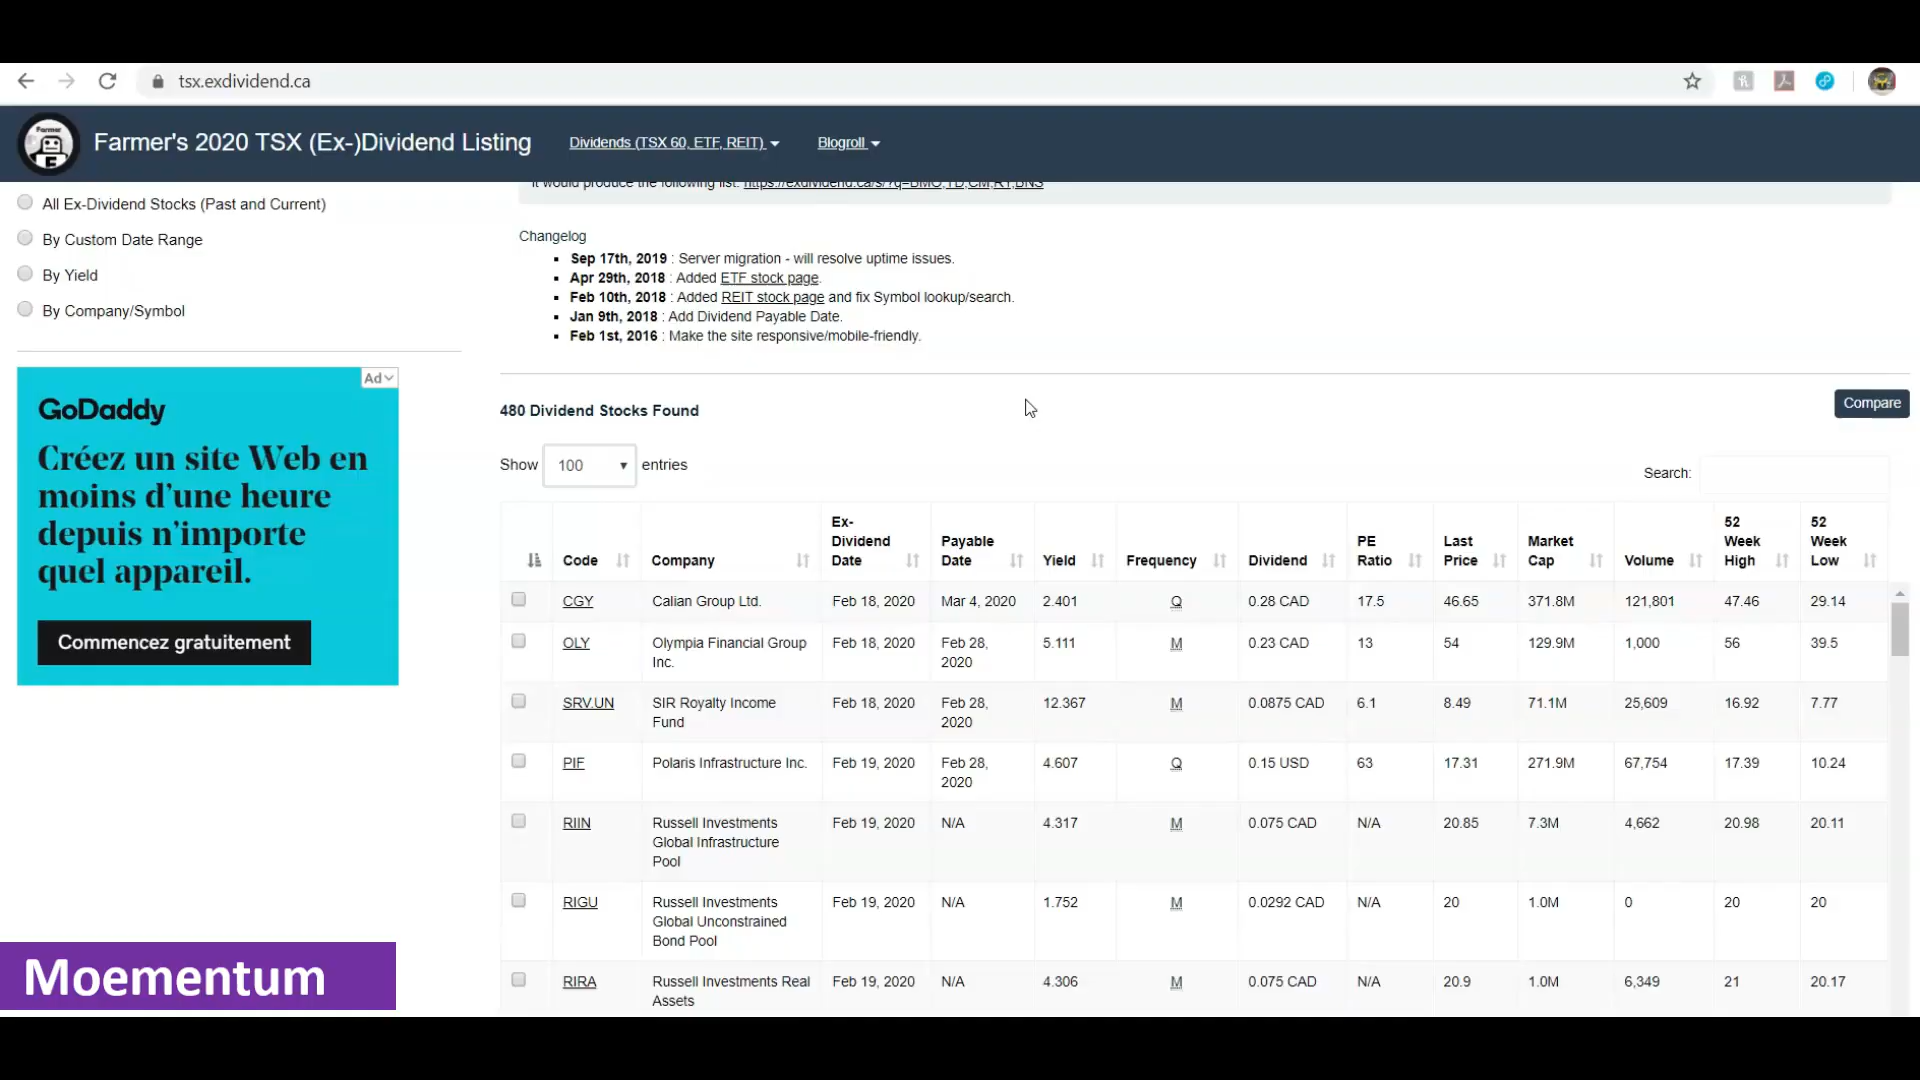 tsx.exdividend.ca
Farmer
Farmer's 2020 TSX (Ex-)Dividend Listing
Dividends (TSX 60, ETF, REIT)
Blogroll
It would produce the following list: https://exdividend.ca/s/?q=BMO,TD,CM,RY,BNS
All Ex-Dividend Stocks (Past and Current)
By Custom Date Range
By Yield
By Company/Symbol
Changelog
Sep 17th, 2019 : Server migration - will resolve uptime issues.
Apr 29th, 2018 : Added ETF stock page.
Feb 10th, 2018 : Added REIT stock page and fix Symbol lookup/search.
Jan 9th, 2018 : Add Dividend Payable Date.
Feb 1st, 2016 : Make the site responsive/mobile-friendly.
Ad
GoDaddy
Créez un site Web en
moins d'une heure
depuis n'importe
quel appareil.
Commencez gratuitement
480 Dividend Stocks Found
Compare
Show 100 entries
Search:
Code Company Ex-Dividend Date Payable Date Yield Frequency Dividend PE Ratio Last Price Market Cap Volume 52 Week High 52 Week Low
CGY Calian Group Ltd. Feb 18, 2020 Mar 4, 2020 2.401 Q 0.28 CAD 17.5 46.65 371.8M 121,801 47.46 29.14
OLY Olympia Financial Group Inc. Feb 18, 2020 Feb 28, 2020 5.111 M 0.23 CAD 13 54 129.9M 1,000 56 39.5
SRV.UN SIR Royalty Income Fund Feb 18, 2020 Feb 28, 2020 12.367 M 0.0875 CAD 6.1 8.49 71.1M 25,609 16.92 7.77
PIF Polaris Infrastructure Inc. Feb 19, 2020 Feb 28, 2020 4.607 Q 0.15 USD 63 17.31 271.9M 67,754 17.39 10.24
RIIN Russell Investments Global Infrastructure Pool Feb 19, 2020 N/A 4.317 M 0.075 CAD N/A 20.85 7.3M 4,662 20.98 20.11
RIGU Russell Investments Global Unconstrained Bond Pool Feb 19, 2020 N/A 1.752 M 0.0292 CAD N/A 20 1.0M 0 20 20
RIRA Russell Investments Real Assets Feb 19, 2020 N/A 4.306 M 0.075 CAD N/A 20.9 1.0M 6,349 21 20.17
Moementum